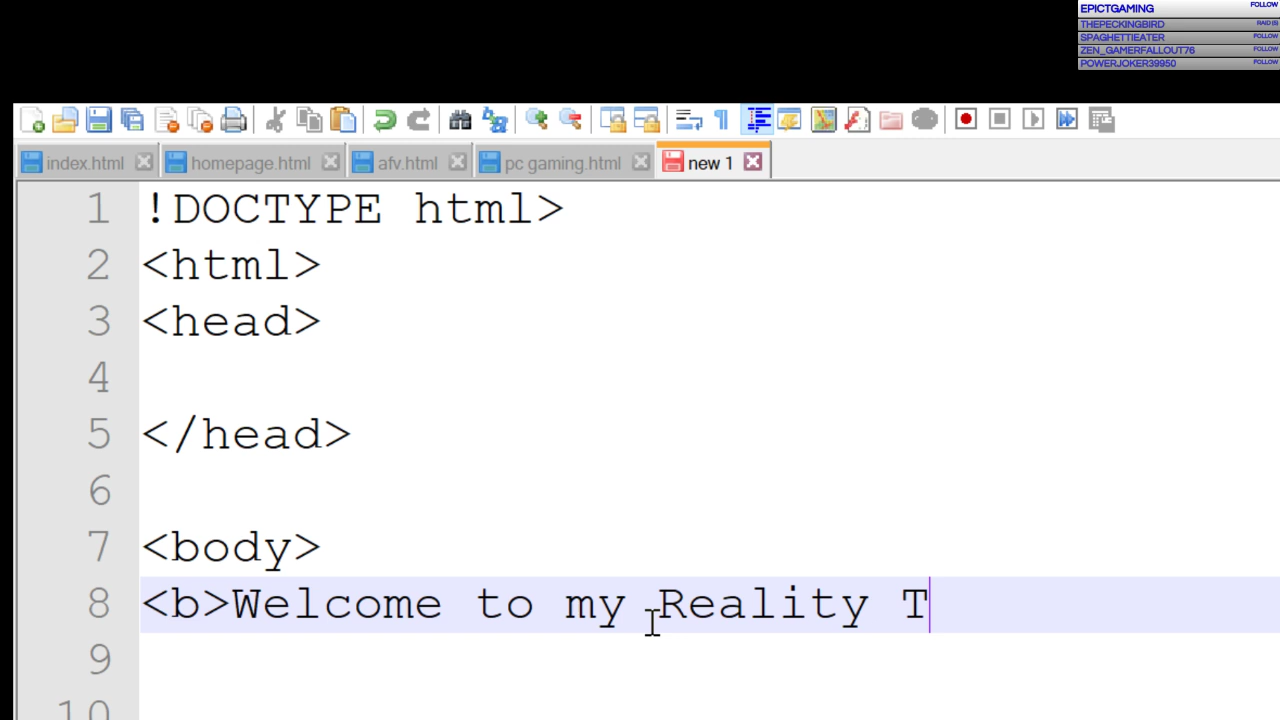 EPICTGAMING FOLLOW
THEPECKINGBIRD RAID (5)
SPAGHETTIEATER FOLLOW
ZEN_GAMERFALLOUT76 FOLLOW
POWERJOKER39950 FOLLOW
index.html homepage.html afv.html pc gaming.html new 1
1 !DOCTYPE html>
2 <html>
3 <head>
4
5 </head>
6
7 <body>
8 <b>Welcome to my Reality T
9
10